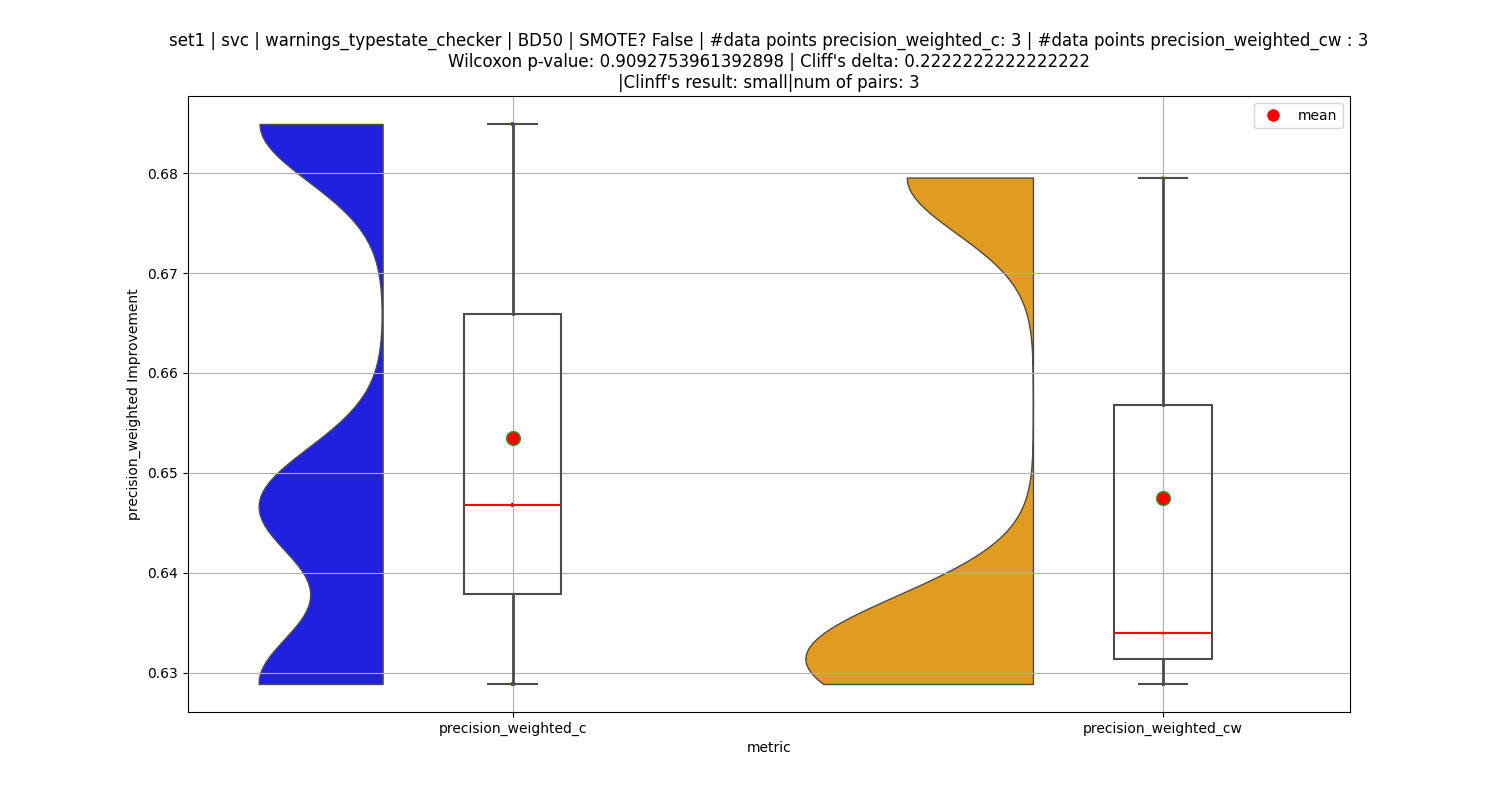 set1 | svc | warnings_typestate_checker | BD50 | SMOTE? False | #data points precision_weighted_c: 3 | #data points precision_weighted_cw : 3
Wilcoxon p-value: 0.9092753961392898 | Cliff's delta: 0.2222222222222222
|Clinff's result: small|num of pairs: 3
mean
0.68
0.67
0.66
0.65
0.64
0.63
precision_weighted Improvement
precision_weighted_c
precision_weighted_cw
metric